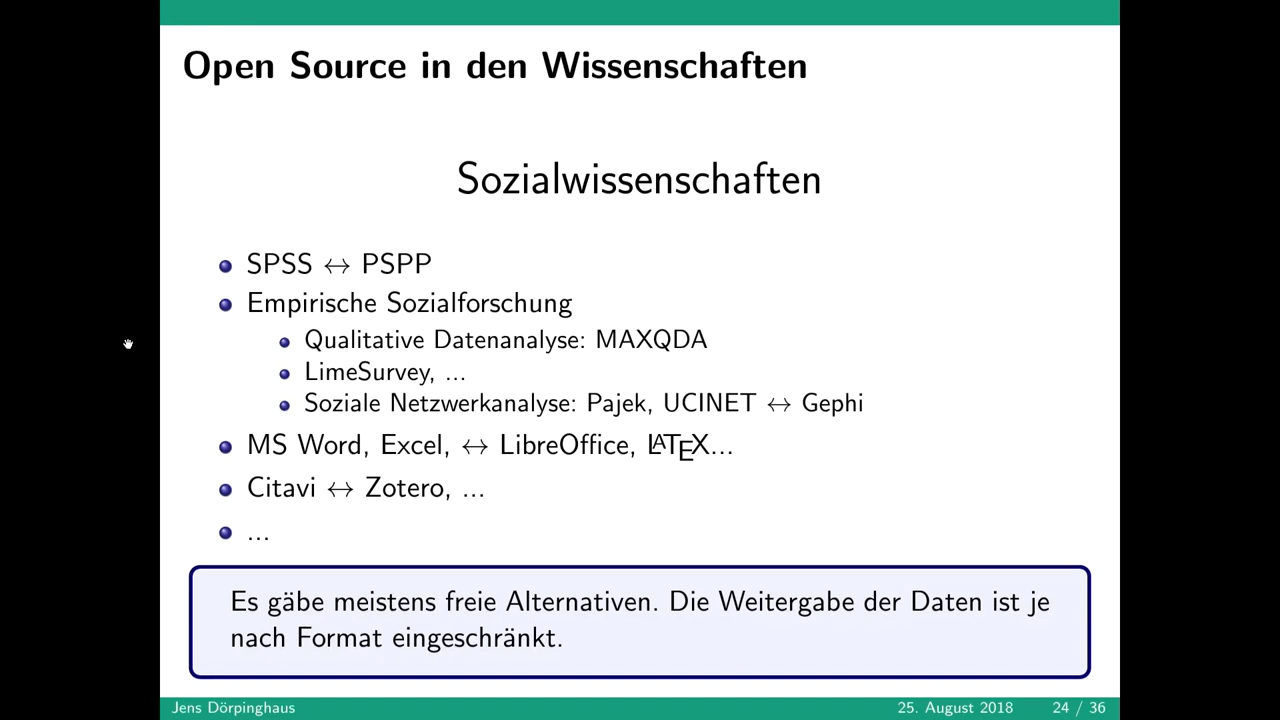 Open Source in den Wissenschaften
Sozialwissenschaften
SPSS ↔ PSPP
Empirische Sozialforschung
Qualitative Datenanalyse: MAXQDA
LimeSurvey, ...
Soziale Netzwerkanalyse: Pajek, UCINET ↔ Gephi
MS Word, Excel, ↔ LibreOffice, LATEX...
Citavi ↔ Zotero, ...
...
Es gäbe meistens freie Alternativen. Die Weitergabe der Daten ist je
nach Format eingeschränkt.
Jens Dörpinghaus 25. August 2018 24 / 36